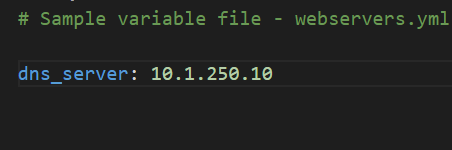 # Sample variable file - webservers.yml
dns_server: 10.1.250.10